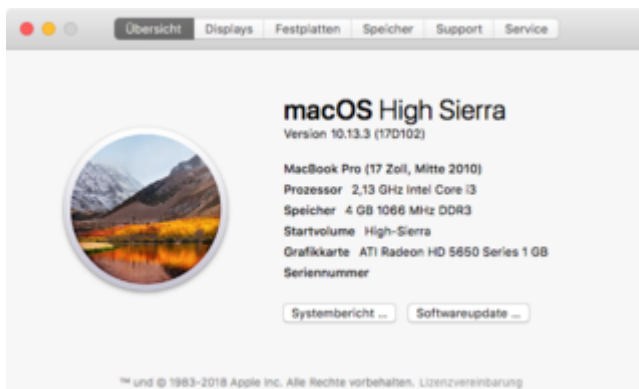 Übersicht Displays Festplatten Speicher Support Service
macOS High Sierra
Version 10.13.3 (17D102)
MacBook Pro (17 Zoll, Mitte 2010)
Prozessor 2,13 GHz Intel Core i3
Speicher 4 GB 1066 MHz DDR3
Startvolume High-Sierra
Grafikkarte ATI Radeon HD 5650 Series 1 GB
Seriennummer
Systembericht ... Softwareupdate ...
™ und © 1983-2018 Apple Inc. Alle Rechte vorbehalten. Lizenzvereinbarung